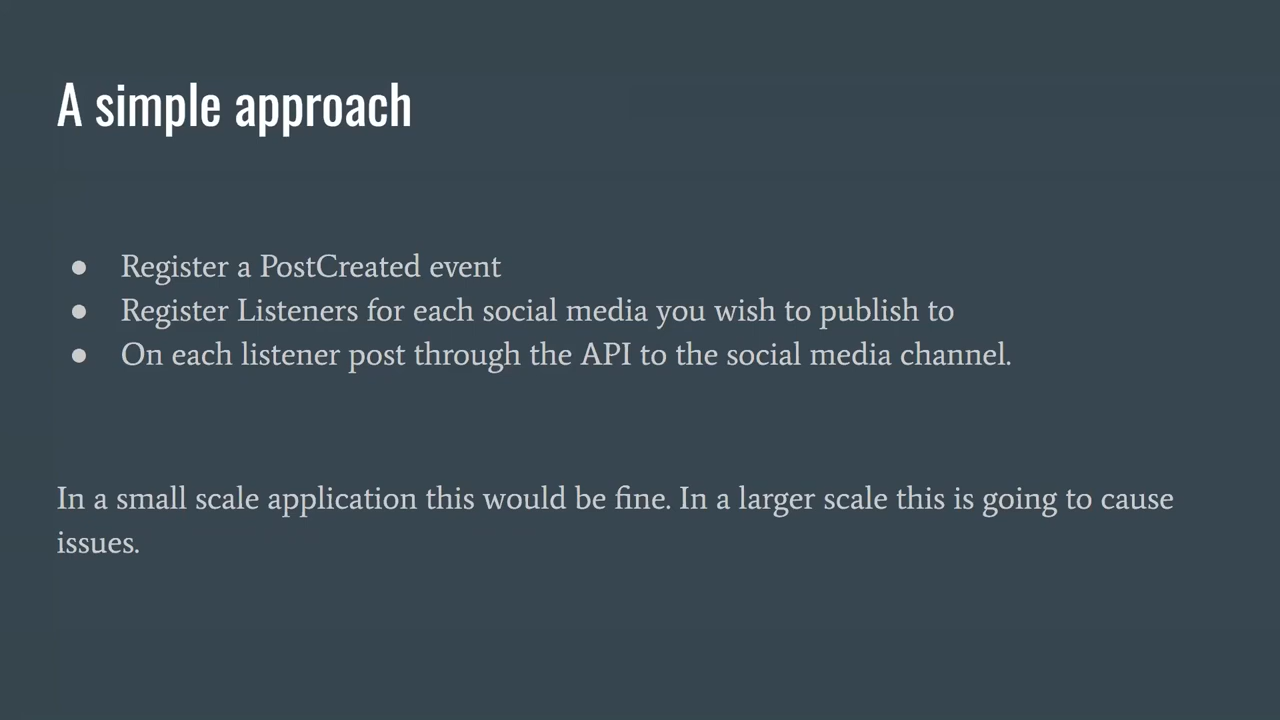 A simple approach
● Register a PostCreated event
● Register Listeners for each social media you wish to publish to
● On each listener post through the API to the social media channel.
In a small scale application this would be fine. In a larger scale this is going to cause
issues.